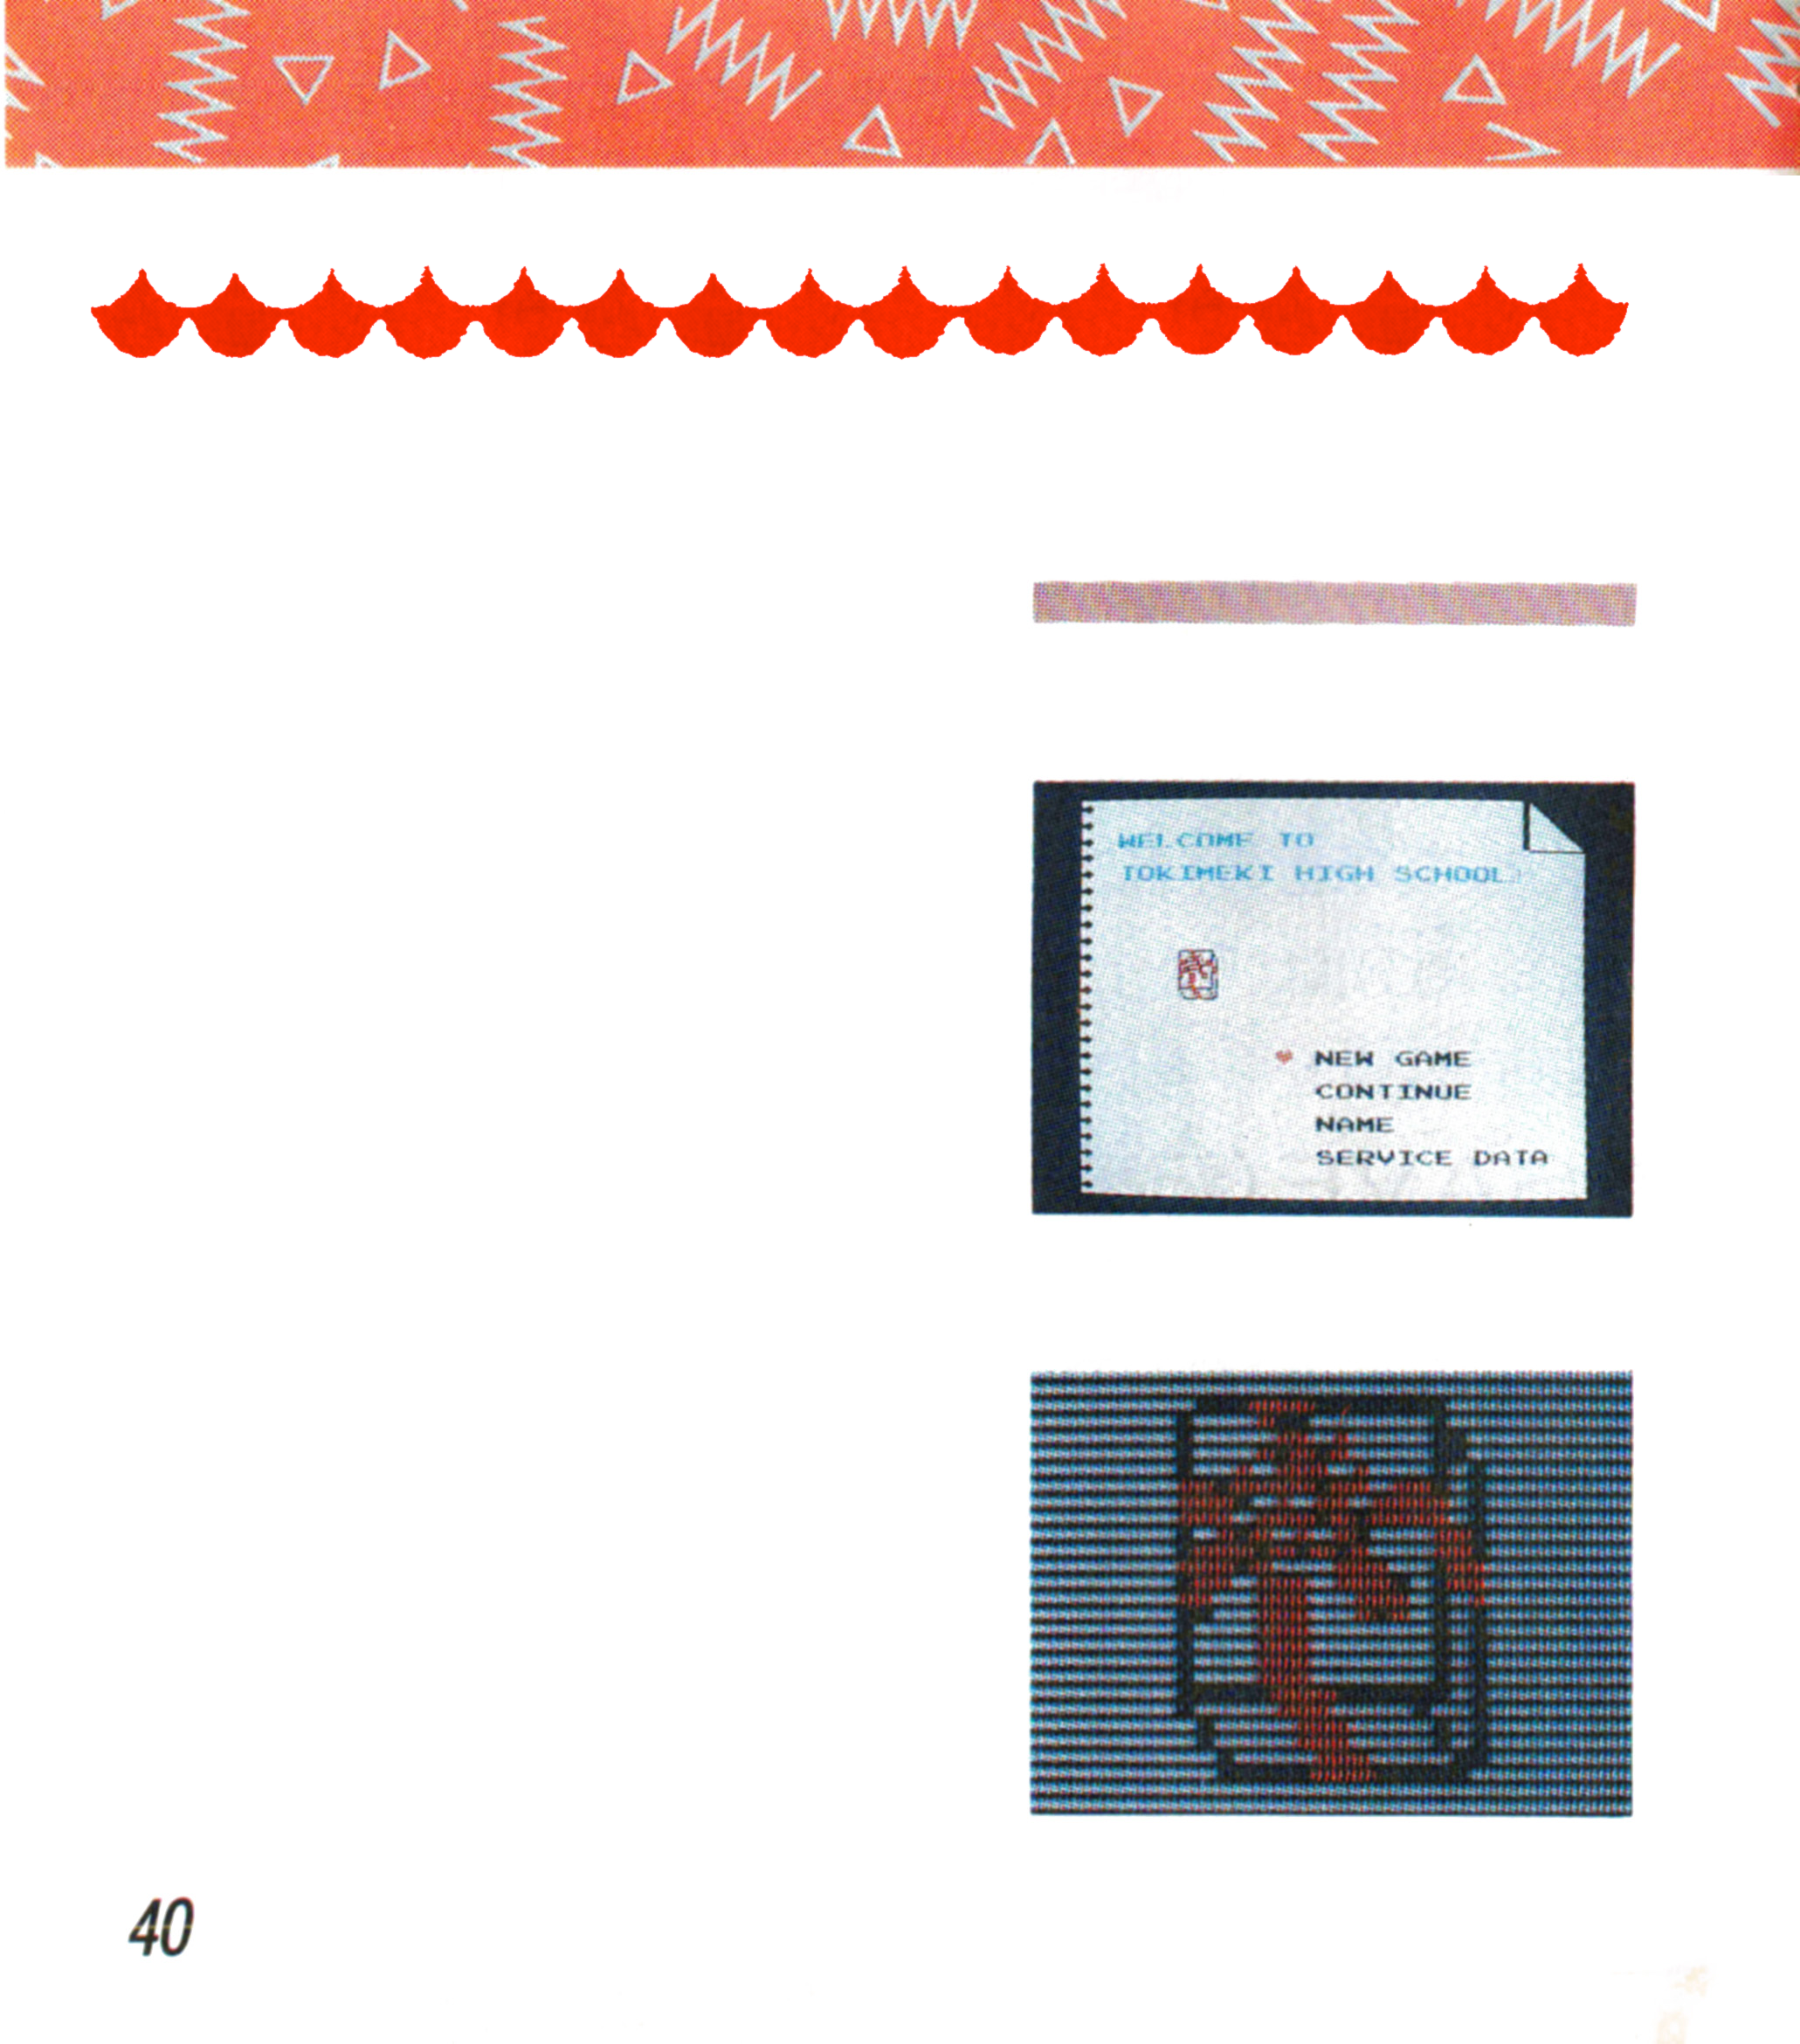 WELCOME TO
TOKIMEKI HIGH SCHOOL
NEW GAME
CONTINUE
NAME
SERVICE DATA
40